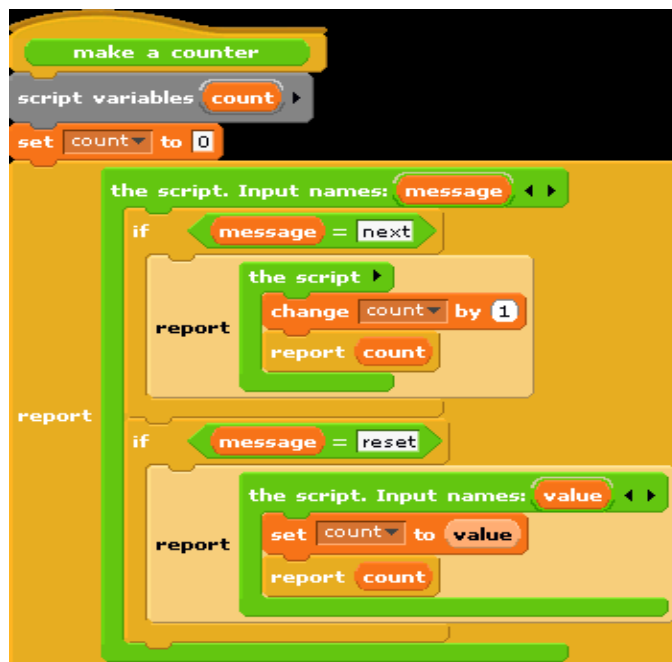 make a counter
script variables count
set count to 0
the script. Input names: message
if message = next
the script
change count by 1
report
report count
report
if message = reset
the script. Input names: value
set count to value
report
report count